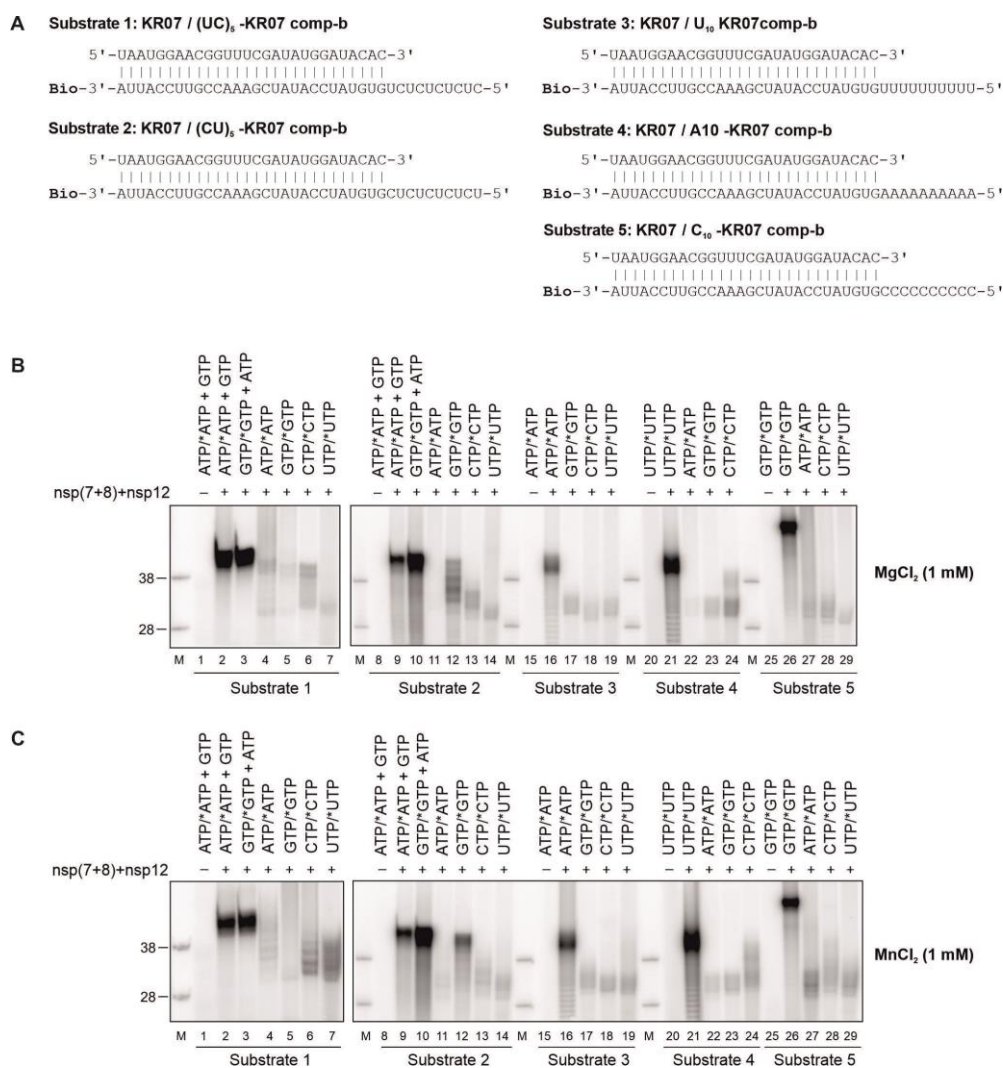 A
Substrate 1: KR07 / (UC)₅ -KR07 comp-b
5'-UAAUGGAACGGUUUCGAUAUGGAUACAC-3'
Bio-3'-AUUACCUUGCCAAAGCUAUACCUAUGUGUCUCUCUCUC-5'
Substrate 2: KR07 / (CU)₅ -KR07 comp-b
5'-UAAUGGAACGGUUUCGAUAUGGAUACAC-3'
Bio-3'-AUUACCUUGCCAAAGCUAUACCUAUGUGCUCUCUCUCU-5'
Substrate 3: KR07 / U₁₀ KR07comp-b
5'-UAAUGGAACGGUUUCGAUAUGGAUACAC-3'
Bio-3'-AUUACCUUGCCAAAGCUAUACCUAUGUGUUUUUUUUUU-5'
Substrate 4: KR07 / A10 -KR07 comp-b
5'-UAAUGGAACGGUUUCGAUAUGGAUACAC-3'
Bio-3'-AUUACCUUGCCAAAGCUAUACCUAUGUGAAAAAAAAAA-5'
Substrate 5: KR07 / C₁₀ -KR07 comp-b
5'-UAAUGGAACGGUUUCGAUAUGGAUACAC-3'
Bio-3'-AUUACCUUGCCAAAGCUAUACCUAUGUGCCCCCCCCCC-5'
B
ATP/*ATP + GTP
ATP/*ATP + GTP
GTP/*GTP + ATP
ATP/*ATP
GTP/*GTP
CTP/*CTP
UTP/*UTP
ATP/*ATP + GTP
ATP/*ATP + GTP
GTP/*GTP + ATP
ATP/*ATP
GTP/*GTP
CTP/*CTP
UTP/*UTP
ATP/*ATP
ATP/*ATP
GTP/*GTP
CTP/*CTP
UTP/*UTP
UTP/*UTP
UTP/*UTP
ATP/*ATP
GTP/*GTP
CTP/*CTP
GTP/*GTP
GTP/*GTP
ATP/*ATP
CTP/*CTP
UTP/*UTP
nsp(7+8)+nsp12 – + + + + + + – + + + + + + – + + + + – + + + + – + + + +
38
28
MgCl₂ (1 mM)
M 1 2 3 4 5 6 7 M 8 9 10 11 12 13 14 M 15 16 17 18 19 M 20 21 22 23 24 M 25 26 27 28 29
Substrate 1 Substrate 2 Substrate 3 Substrate 4 Substrate 5
C
ATP/*ATP + GTP
ATP/*ATP + GTP
GTP/*GTP + ATP
ATP/*ATP
GTP/*GTP
CTP/*CTP
UTP/*UTP
ATP/*ATP + GTP
ATP/*ATP + GTP
GTP/*GTP + ATP
ATP/*ATP
GTP/*GTP
CTP/*CTP
UTP/*UTP
ATP/*ATP
ATP/*ATP
GTP/*GTP
CTP/*CTP
UTP/*UTP
UTP/*UTP
UTP/*UTP
ATP/*ATP
GTP/*GTP
CTP/*CTP
GTP/*GTP
GTP/*GTP
ATP/*ATP
CTP/*CTP
UTP/*UTP
nsp(7+8)+nsp12 – + + + + + + – + + + + + + – + + + + – + + + + – + + + +
38
28
MnCl₂ (1 mM)
M 1 2 3 4 5 6 7 M 8 9 10 11 12 13 14 M 15 16 17 18 19 M 20 21 22 23 24 25 26 27 28 29
Substrate 1 Substrate 2 Substrate 3 Substrate 4 Substrate 5